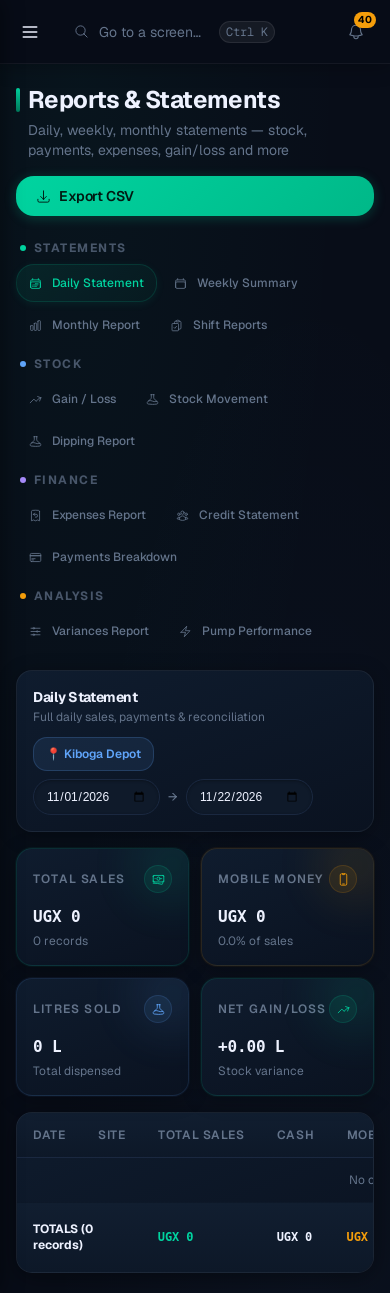 Go to a screen... Ctrl K 40
Reports & Statements
Daily, weekly, monthly statements — stock,
payments, expenses, gain/loss and more
Export CSV
STATEMENTS
Daily Statement Weekly Summary
Monthly Report Shift Reports
STOCK
Gain / Loss Stock Movement
Dipping Report
FINANCE
Expenses Report Credit Statement
Payments Breakdown
ANALYSIS
Variances Report Pump Performance
Daily Statement
Full daily sales, payments & reconciliation
📍 Kiboga Depot
11/01/2026 → 11/22/2026
TOTAL SALES
UGX 0
0 records
MOBILE MONEY
UGX 0
0.0% of sales
LITRES SOLD
0 L
Total dispensed
NET GAIN/LOSS
+0.00 L
Stock variance
DATE SITE TOTAL SALES CASH
No
TOTALS (0
records) UGX 0 UGX 0 UGX